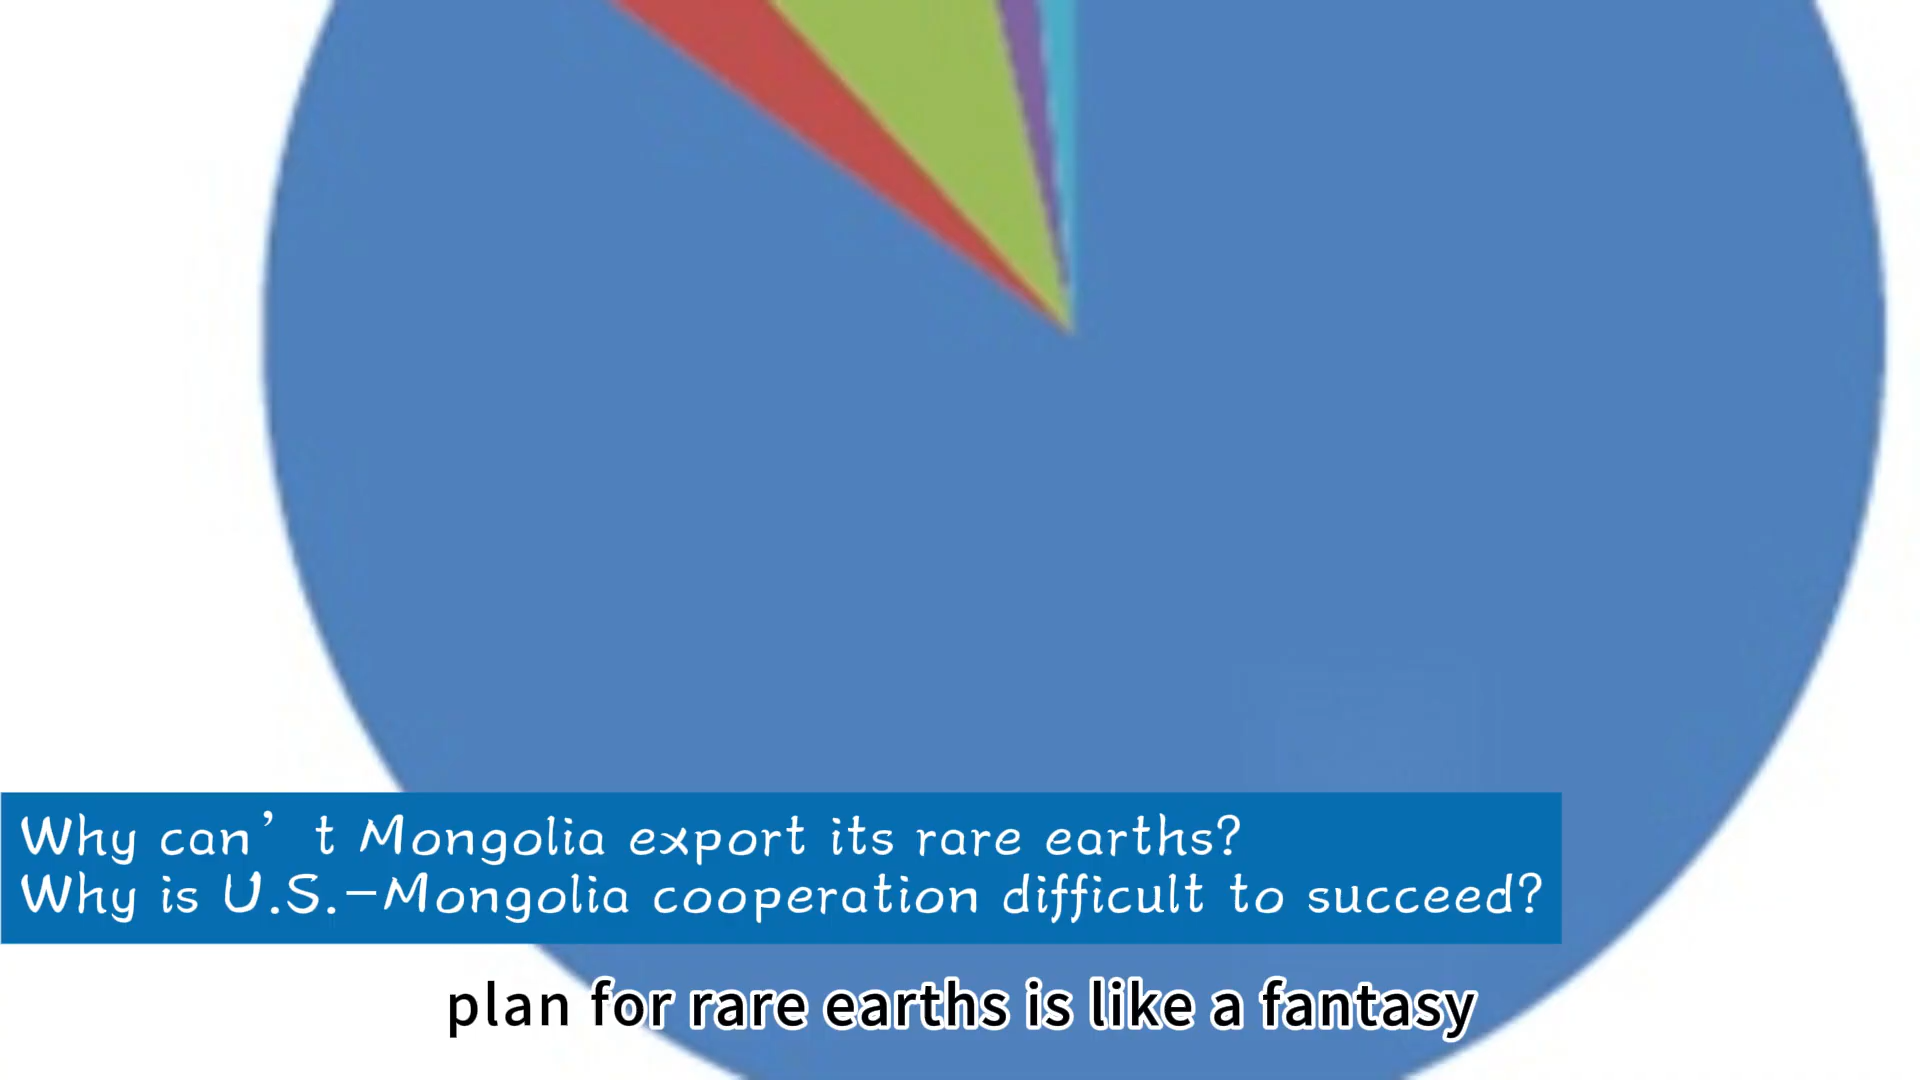 Why can’t Mongolia export its rare earths?
Why is U.S.-Mongolia cooperation difficult to succeed?
plan for rare earths is like a fantasy